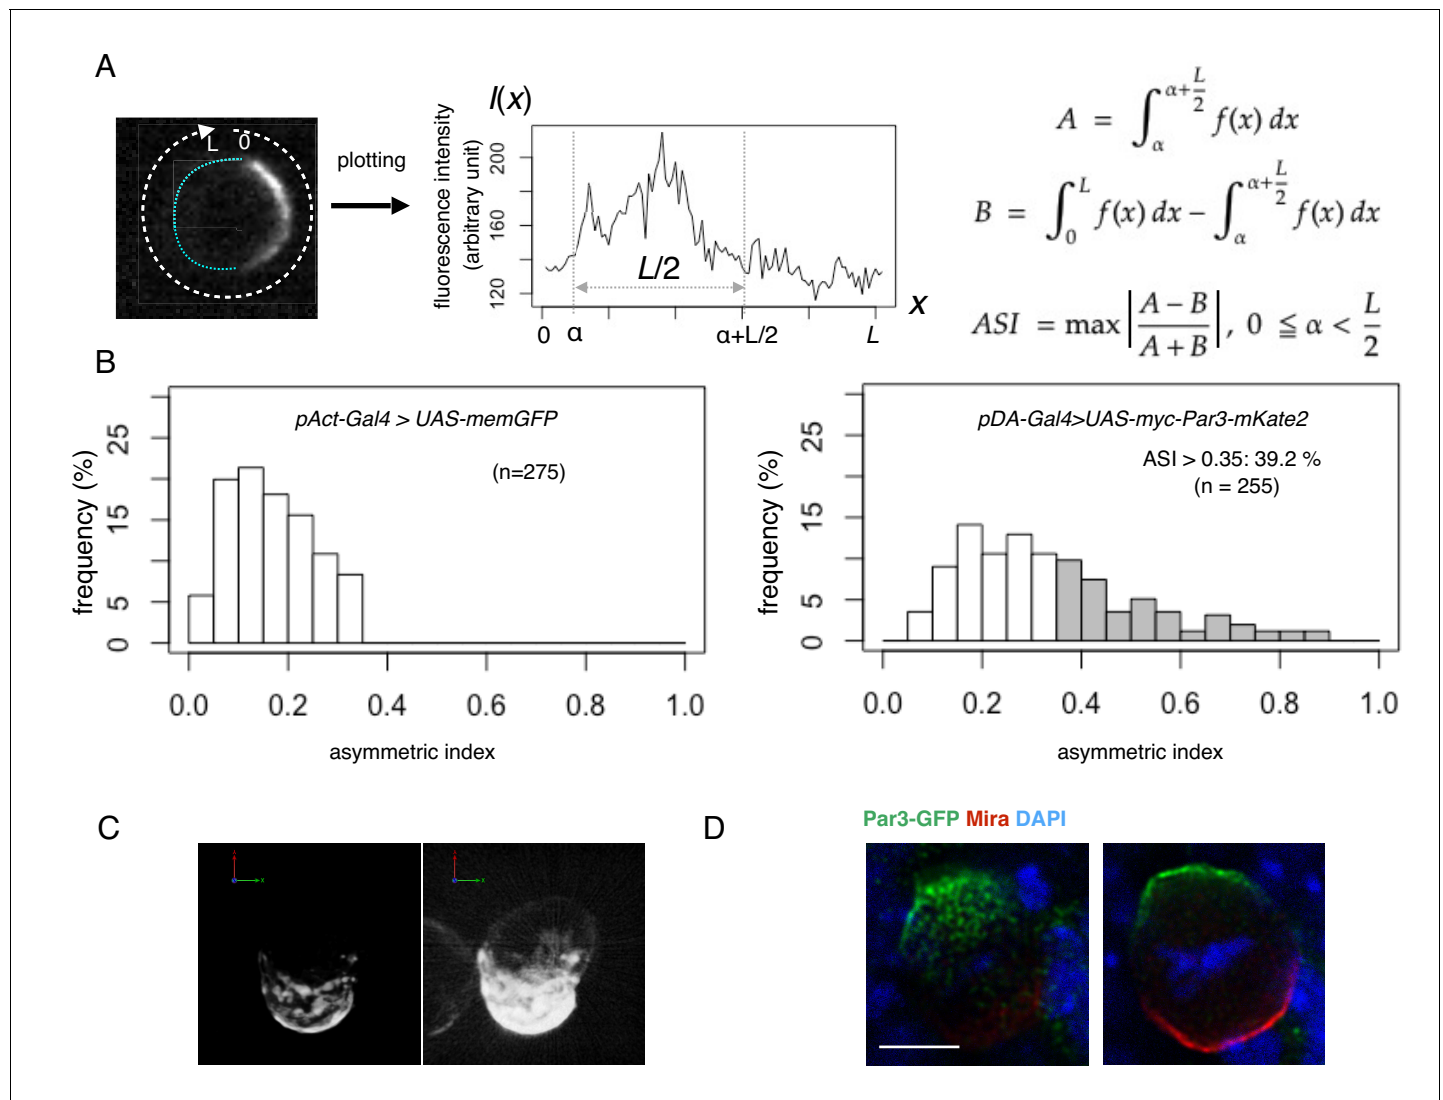 A
L 0
plotting
I(x)
fluorescence intensity
(arbitrary unit)
200
160
120
L/2
x
0 α α+L/2 L
A = ∫_α^{α+L/2} f(x) dx
B = ∫_0^L f(x) dx − ∫_α^{α+L/2} f(x) dx
ASI = max |(A − B)/(A + B)|, 0 ≦ α < L/2
B
pAct-Gal4 > UAS-memGFP
(n=275)
frequency (%)
25
15
5
0
0.0 0.2 0.4 0.6 0.8 1.0
asymmetric index
pDA-Gal4>UAS-myc-Par3-mKate2
ASI > 0.35: 39.2 %
(n = 255)
frequency (%)
25
15
5
0
0.0 0.2 0.4 0.6 0.8 1.0
asymmetric index
C
D
Par3-GFP Mira DAPI